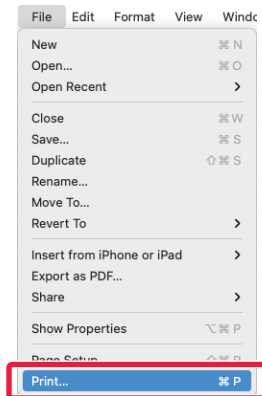 File Edit Format View Windo
New ⌘ N
Open... ⌘ O
Open Recent >
Close ⌘ W
Save... ⌘ S
Duplicate ⇧⌘ S
Rename...
Move To...
Revert To >
Insert from iPhone or iPad >
Export as PDF...
Share >
Show Properties ⌥⌘ P
Page Setup ⇧⌘ P
Print... ⌘ P